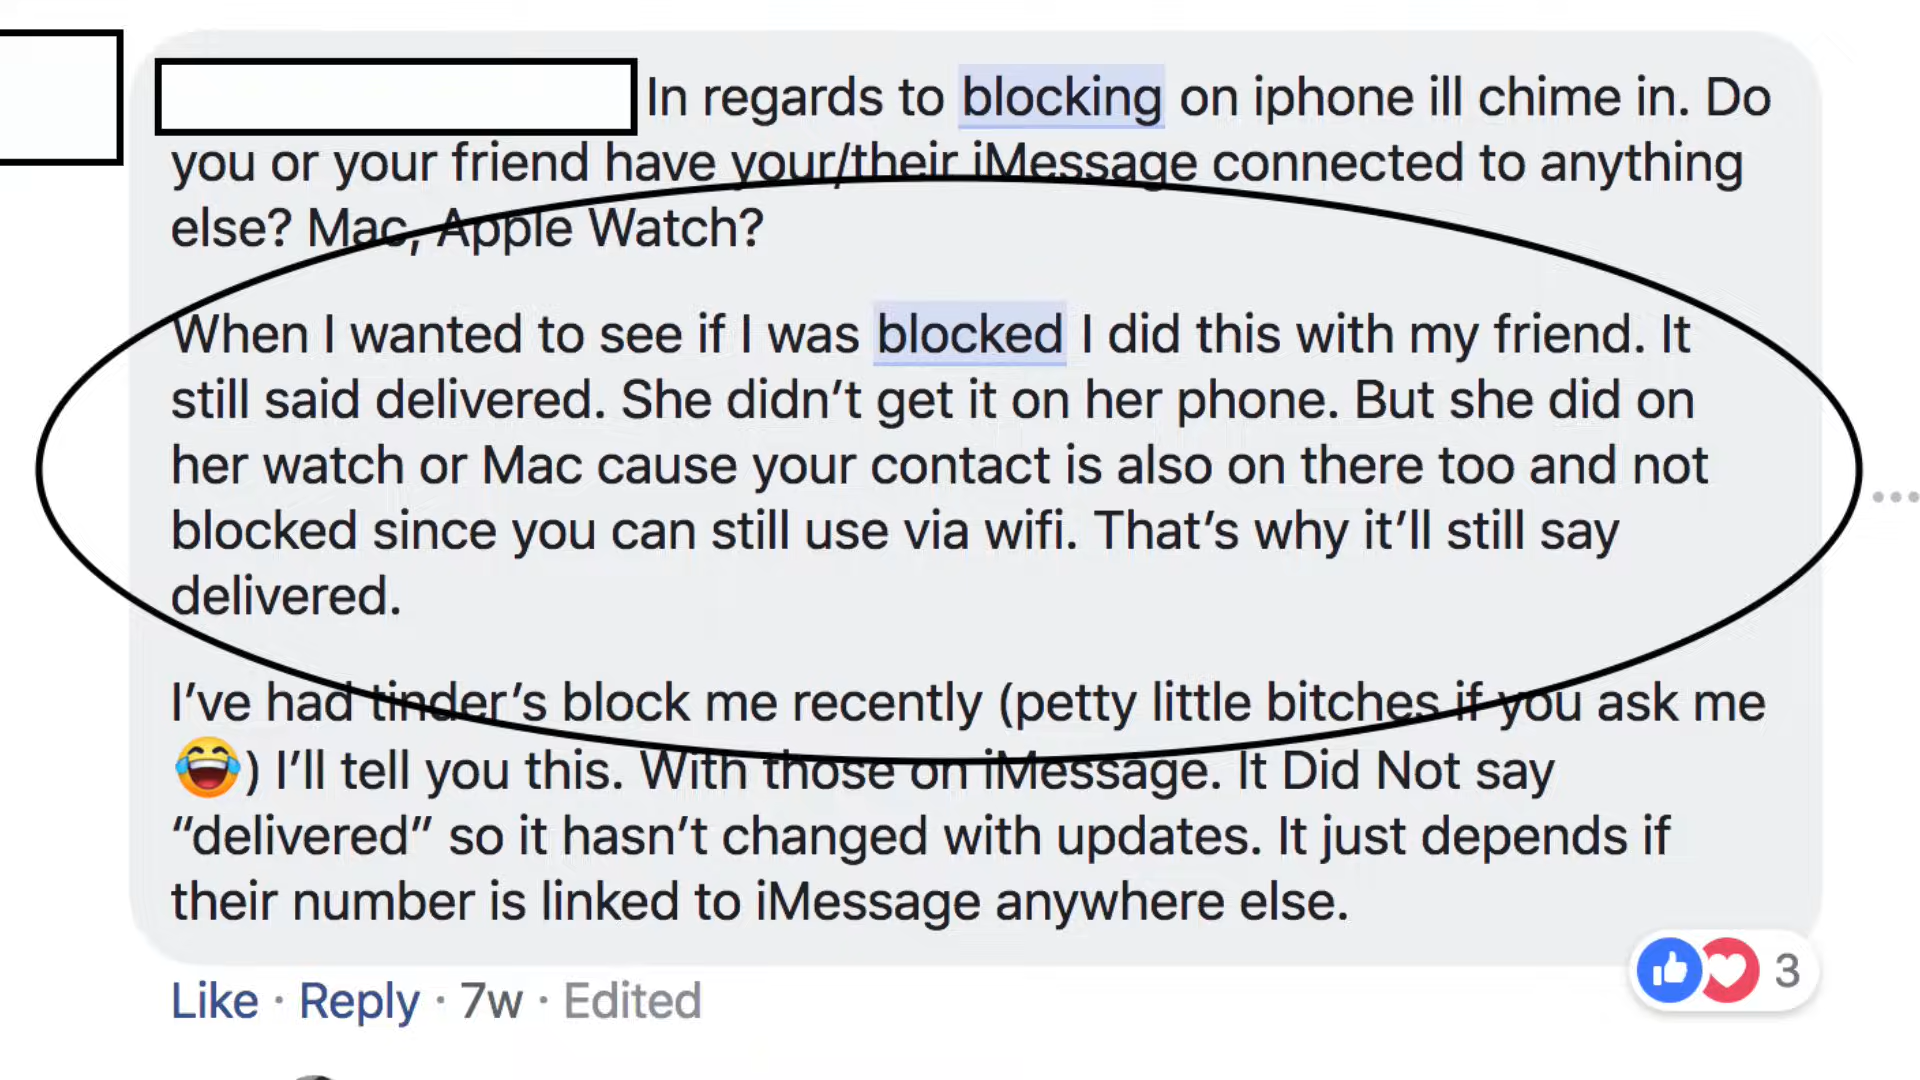 In regards to blocking on iphone ill chime in. Do
you or your friend have your/their iMessage connected to anything
else? Mac, Apple Watch?
When I wanted to see if I was blocked I did this with my friend. It
still said delivered. She didn’t get it on her phone. But she did on
her watch or Mac cause your contact is also on there too and not
blocked since you can still use via wifi. That’s why it’ll still say
delivered.
I’ve had tinder’s block me recently (petty little bitches if you ask me
😂) I’ll tell you this. With those on iMessage. It Did Not say
“delivered” so it hasn’t changed with updates. It just depends if
their number is linked to iMessage anywhere else.
Like · Reply · 7w · Edited
3